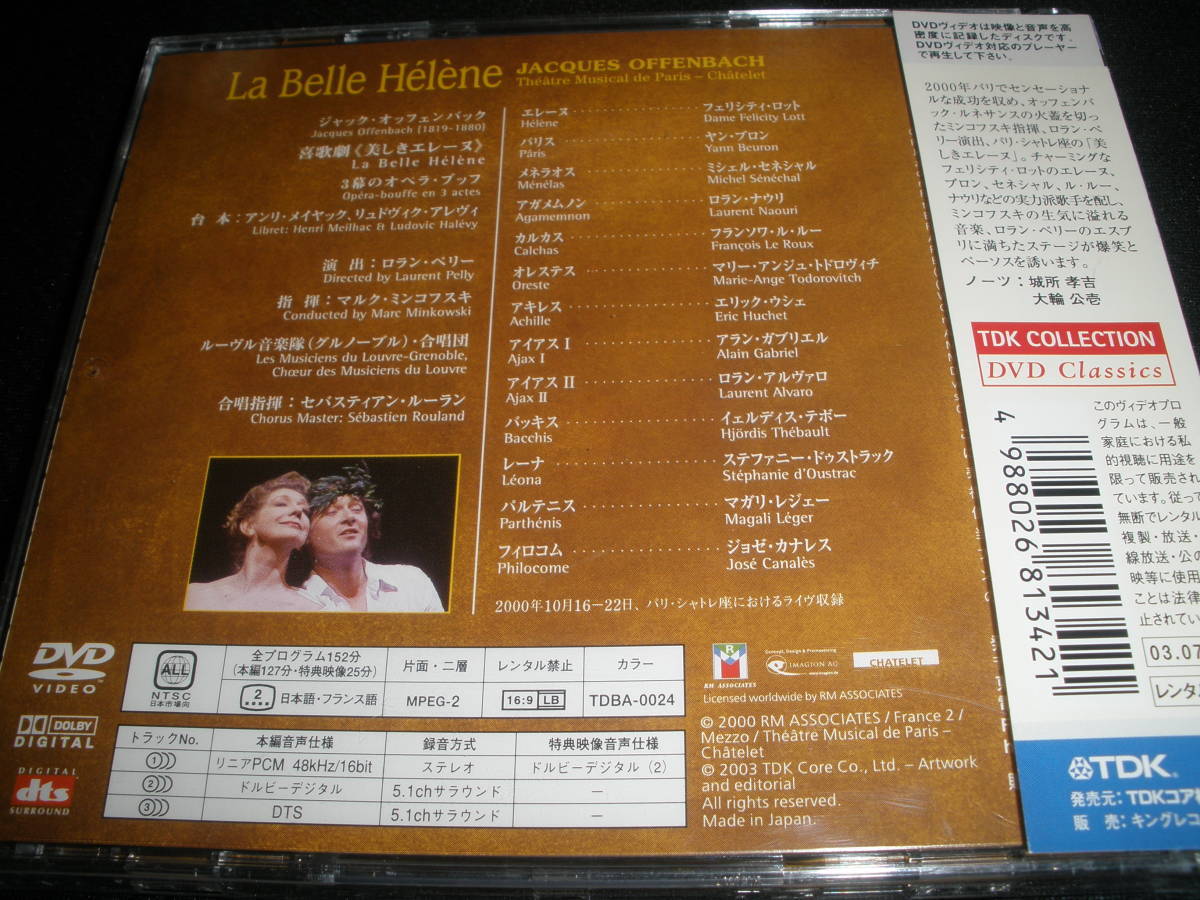 La Belle Hélène JACQUES OFFENBACH
Théâtre Musical de Paris – Châtelet
ジャック・オッフェンバック
Jacques Offenbach (1819-1880)
喜歌劇《美しきエレーヌ》
La Belle Hélène
3幕のオペラ・ブッフ
Opéra-bouffe en 3 actes
台本：アンリ・メイヤック、リュドヴィク・アレヴィ
Libret: Henri Meilhac & Ludovic Halévy
演出：ロラン・ペリー
Directed by Laurent Pelly
指揮：マルク・ミンコフスキ
Conducted by Marc Minkowski
ルーヴル音楽隊（グルノーブル）・合唱団
Les Musiciens du Louvre-Grenoble,
Chœur des Musiciens du Louvre
合唱指揮：セバスティアン・ルーラン
Chorus Master: Sébastien Rouland
エレーヌ フェリシティ・ロット
Hélène Dame Felicity Lott
パリス ヤン・ブロン
Pâris Yann Beuron
メネラオス ミシェル・セネシャル
Ménélas Michel Sénéchal
アガメムノン ロラン・ナウリ
Agamemnon Laurent Naouri
カルカス フランソワ・ル・ルー
Calchas François Le Roux
オレステス マリー・アンジュ・トドロヴィチ
Oreste Marie-Ange Todorovitch
アキレス エリック・ウシェ
Achille Eric Huchet
アイアス I アラン・ガブリエル
Ajax I Alain Gabriel
アイアス II ロラン・アルヴァロ
Ajax II Laurent Alvaro
バッキス イェルディス・テボー
Bacchis Hjördis Thébault
レーナ ステファニー・ドゥストラック
Léona Stéphanie d'Oustrac
パルテニス マガリ・レジェー
Parthénis Magali Léger
フィロコム ジョゼ・カナレス
Philocome José Canalès
2000年10月16－22日、パリ・シャトレ座におけるライヴ収録
DVD
VIDEO
ALL
NTSC
日本市場向
全プログラム152分
（本編127分・特典映像25分）
片面・二層
レンタル禁止
カラー
2 日本語・フランス語
MPEG-2
16:9 LB
TDBA-0024
DOLBY
DIGITAL
DIGITAL
dts
SURROUND
トラックNo. 本編音声仕様 録音方式 特典映像音声仕様
1 リニアPCM 48kHz/16bit ステレオ ドルビーデジタル（2）
2 ドルビーデジタル 5.1chサラウンド －
3 DTS 5.1chサラウンド －
RM ASSOCIATES
IMAGION AG
CHATELET
Licensed worldwide by RM ASSOCIATES
© 2000 RM ASSOCIATES / France 2 /
Mezzo / Théâtre Musical de Paris –
Châtelet
© 2003 TDK Core Co., Ltd. – Artwork
and editorial
All rights reserved.
Made in Japan.
DVDビデオは映像と音声を高
密度に記録したディスクです。
DVDビデオ対応のプレーヤー
で再生して下さい。
2000年パリでセンセーショナ
ルな成功を収め、オッフェンバ
ック・ルネサンスの火蓋を切っ
たミンコフスキ指揮、ロラン・ペ
リー演出、パリ・シャトレ座の「美
しきエレーヌ」。チャーミングな
フェリシティ・ロットのエレーヌ、
ブロン、セネシャル、ル・ルー、
ナウリなどの実力派歌手を配し、
ミンコフスキの生気に溢れる
音楽、ロラン・ペリーのエスプ
リに満ちたステージが爆笑と
ペーソスを誘います。
ノーツ：城所 孝吉
大輪 公壱
TDK COLLECTION
DVD Classics
4 988026 813421
このヴィデオプロ
グラムは、一般
家庭における私
的視聴に用途を
限って販売され
ています。従って
無断でレンタル
複製・放送・
線放送・公の
映等に使用
ことは法律
止されてい
03.07
レンタ
TDK
発売元：TDKコア
販 売：キングレコ